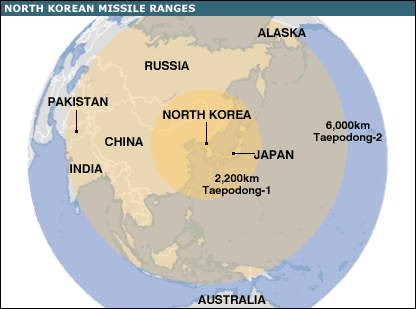 NORTH KOREAN MISSILE RANGES
ALASKA
RUSSIA
PAKISTAN
NORTH KOREA
6,000km
Taepodong-2
CHINA
JAPAN
INDIA
2,200km
Taepodong-1
AUSTRALIA